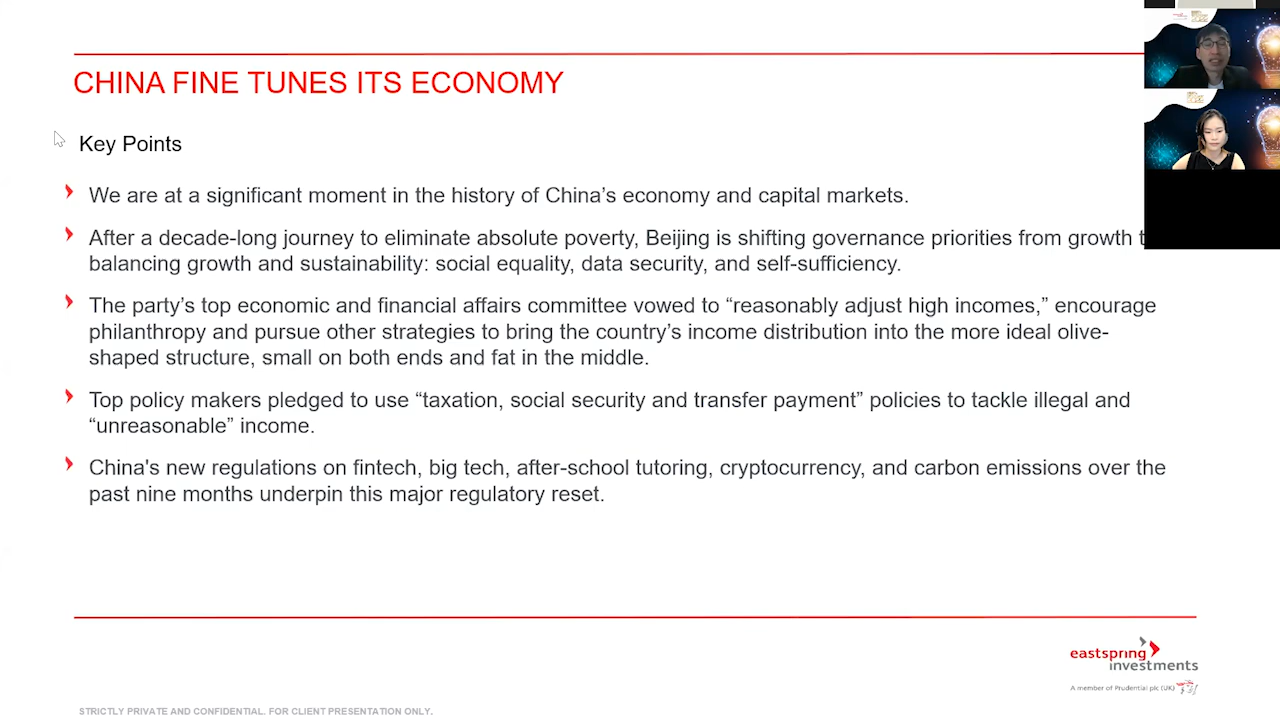 CHINA FINE TUNES ITS ECONOMY
Key Points
We are at a significant moment in the history of China’s economy and capital markets.
After a decade-long journey to eliminate absolute poverty, Beijing is shifting governance priorities from growth
balancing growth and sustainability: social equality, data security, and self-sufficiency.
The party’s top economic and financial affairs committee vowed to “reasonably adjust high incomes,” encourage
philanthropy and pursue other strategies to bring the country’s income distribution into the more ideal olive-
shaped structure, small on both ends and fat in the middle.
Top policy makers pledged to use “taxation, social security and transfer payment” policies to tackle illegal and
“unreasonable” income.
China's new regulations on fintech, big tech, after-school tutoring, cryptocurrency, and carbon emissions over the
past nine months underpin this major regulatory reset.
eastspring
investments
A member of Prudential plc (UK)
STRICTLY PRIVATE AND CONFIDENTIAL. FOR CLIENT PRESENTATION ONLY.